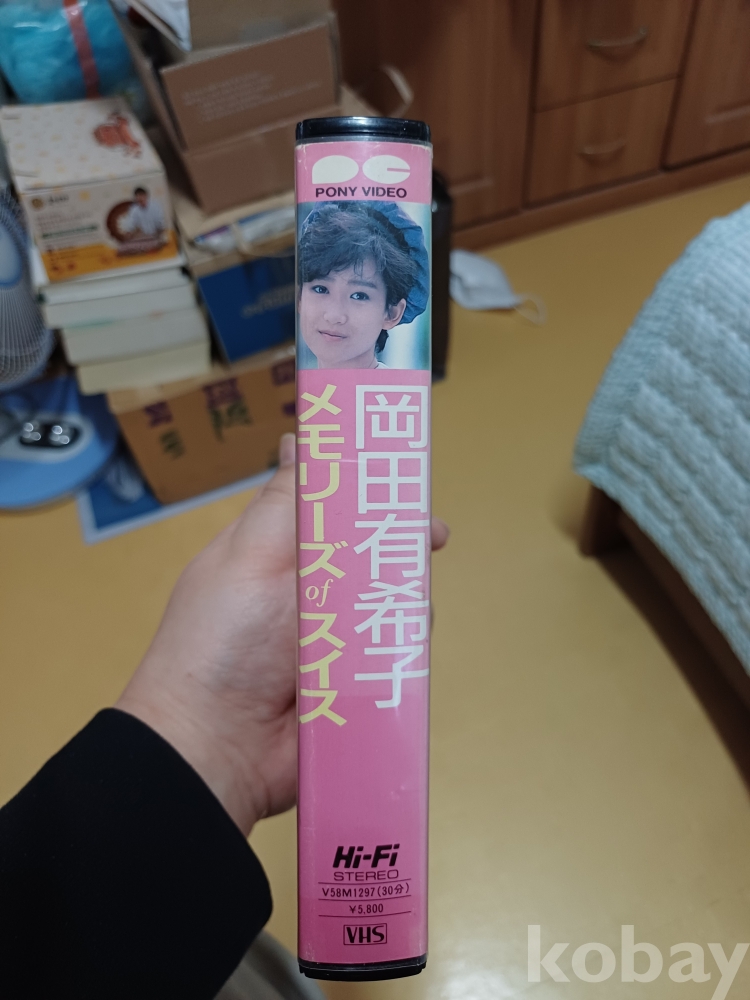 PONY VIDEO
岡田有希子
メモリーズ of スイス
Hi-Fi
STEREO
V58M1297(30分)
¥5,800
VHS
kobay